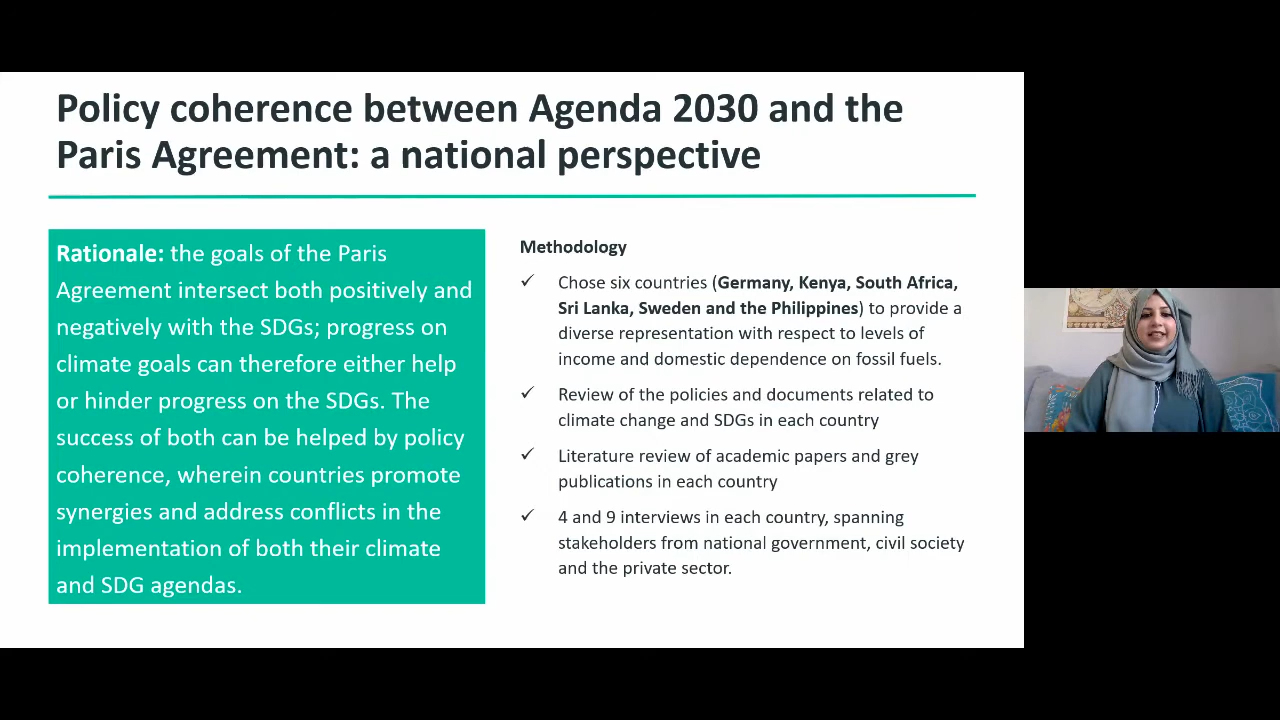 Policy coherence between Agenda 2030 and the
Paris Agreement: a national perspective
Rationale: the goals of the Paris
Agreement intersect both positively and
negatively with the SDGs; progress on
climate goals can therefore either help
or hinder progress on the SDGs. The
success of both can be helped by policy
coherence, wherein countries promote
synergies and address conflicts in the
implementation of both their climate
and SDG agendas.
Methodology
✓ Chose six countries (Germany, Kenya, South Africa,
Sri Lanka, Sweden and the Philippines) to provide a
diverse representation with respect to levels of
income and domestic dependence on fossil fuels.
✓ Review of the policies and documents related to
climate change and SDGs in each country
✓ Literature review of academic papers and grey
publications in each country
✓ 4 and 9 interviews in each country, spanning
stakeholders from national government, civil society
and the private sector.